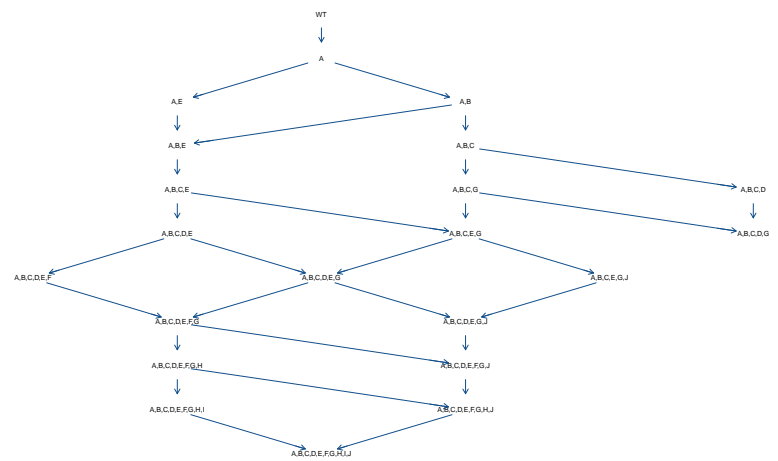 WT
A
A,E
A,B
A,B,E
A,B,C
A,B,C,E
A,B,C,G
A,B,C,D
A,B,C,D,E
A,B,C,E,G
A,B,C,D,G
A,B,C,D,E,F
A,B,C,D,E,G
A,B,C,E,G,J
A,B,C,D,E,F,G
A,B,C,D,E,G,J
A,B,C,D,E,F,G,H
A,B,C,D,E,F,G,J
A,B,C,D,E,F,G,H,I
A,B,C,D,E,F,G,H,J
A,B,C,D,E,F,G,H,I,J